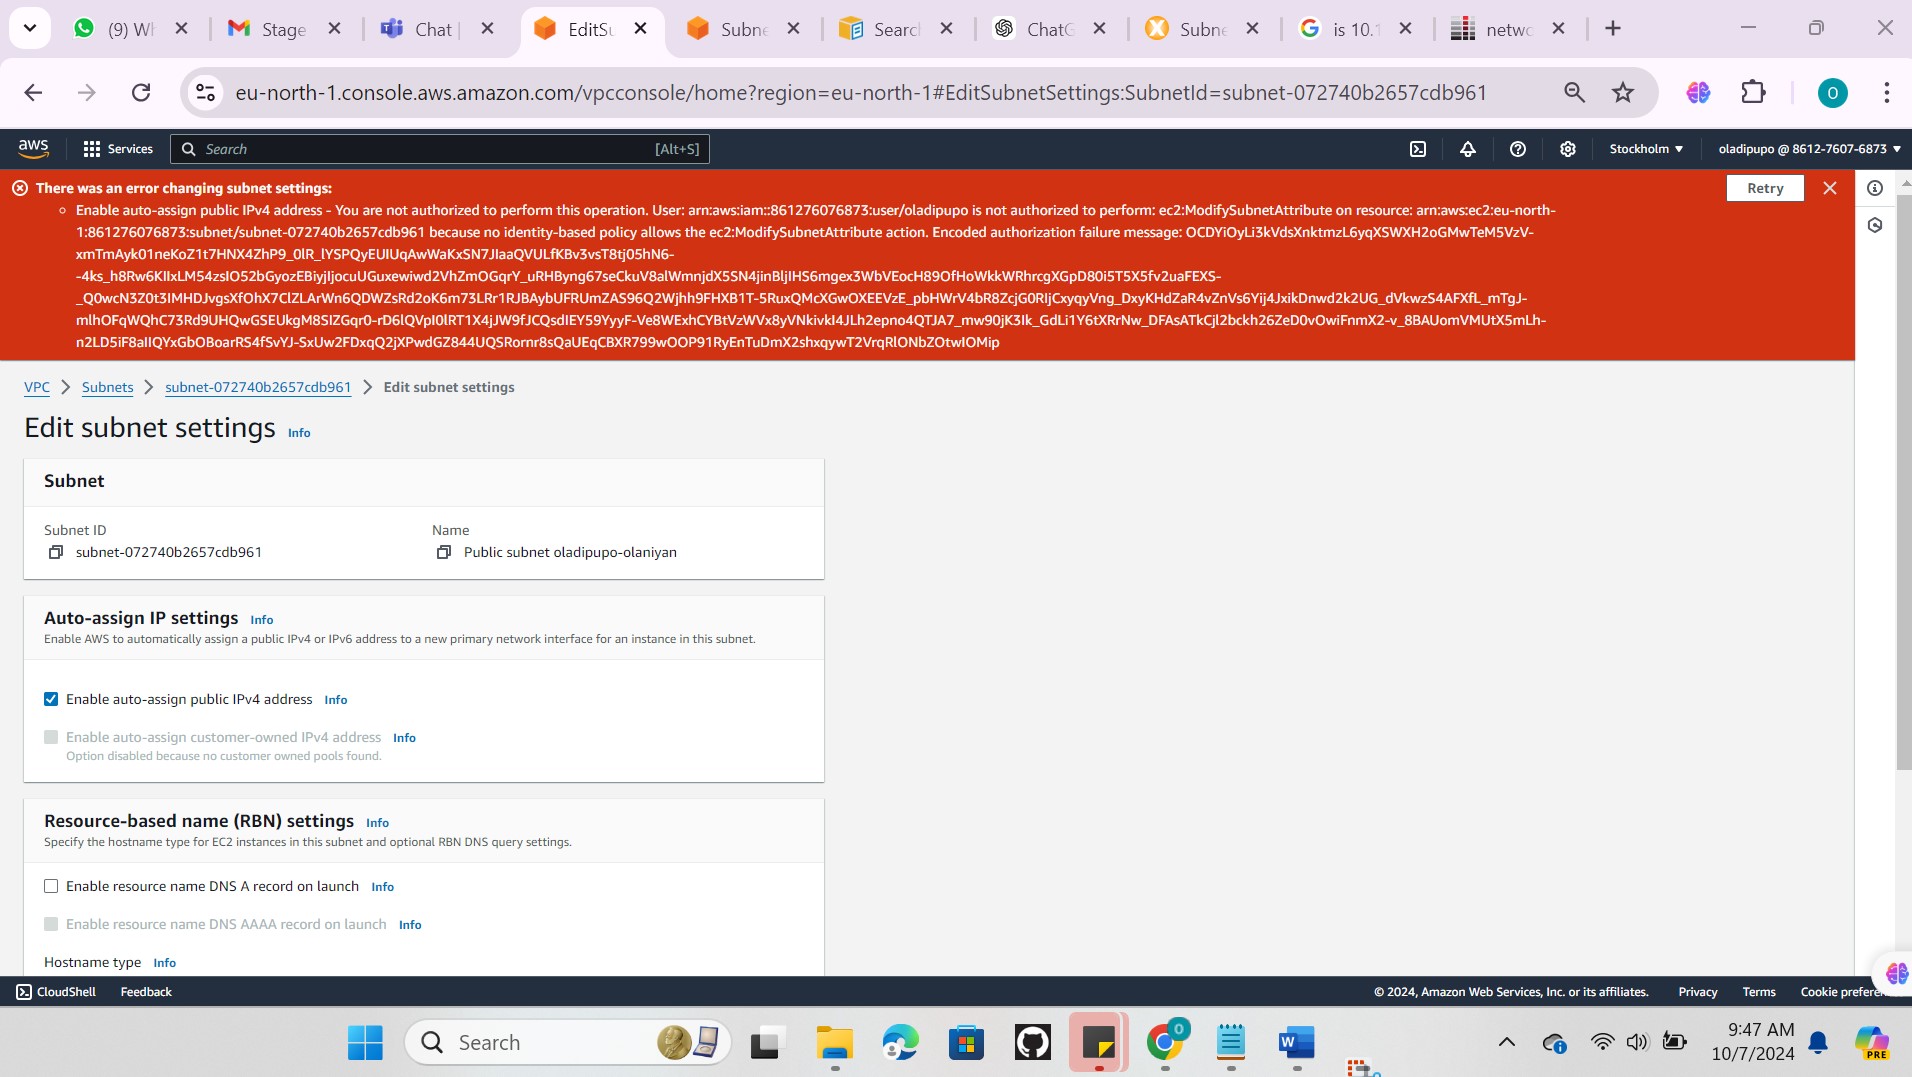 (9) Wh
Stage
Chat |
EditSu
Subne
Search
ChatG
Subne
is 10.1
netwo
eu-north-1.console.aws.amazon.com/vpcconsole/home?region=eu-north-1#EditSubnetSettings:SubnetId=subnet-072740b2657cdb961
O
aws
Services
Search
[Alt+S]
Stockholm
oladipupo @ 8612-7607-6873
There was an error changing subnet settings:
Retry
Enable auto-assign public IPv4 address - You are not authorized to perform this operation. User: arn:aws:iam::861276076873:user/oladipupo is not authorized to perform: ec2:ModifySubnetAttribute on resource: arn:aws:ec2:eu-north-
1:861276076873:subnet/subnet-072740b2657cdb961 because no identity-based policy allows the ec2:ModifySubnetAttribute action. Encoded authorization failure message: OCDYiOyLi3kVdsXnktmzL6yqXSWXH2oGMwTeM5VzV-
VPC
Subnets
subnet-072740b2657cdb961
Edit subnet settings
Edit subnet settings
Info
Subnet
Subnet ID
Name
subnet-072740b2657cdb961
Public subnet oladipupo-olaniyan
Auto-assign IP settings Info
Enable AWS to automatically assign a public IPv4 or IPv6 address to a new primary network interface for an instance in this subnet.
Enable auto-assign public IPv4 address Info
Enable auto-assign customer-owned IPv4 address Info
Option disabled because no customer owned pools found.
Resource-based name (RBN) settings Info
Specify the hostname type for EC2 instances in this subnet and optional RBN DNS query settings.
Enable resource name DNS A record on launch Info
Enable resource name DNS AAAA record on launch Info
Hostname type Info
CloudShell
Feedback
© 2024, Amazon Web Services, Inc. or its affiliates.
Privacy
Terms
Cookie prefere
Search
0
W
9:47 AM
10/7/2024
PRE